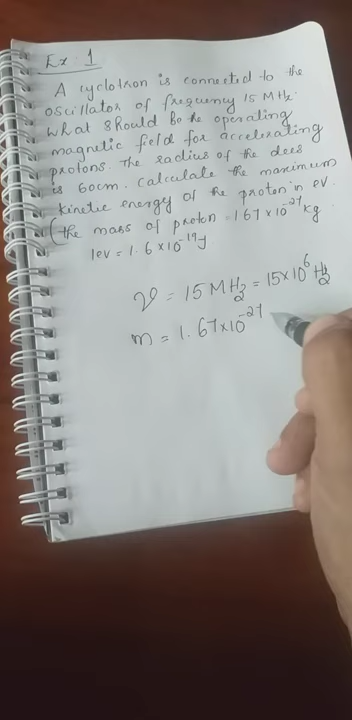 Ex: 1
A cyclotron is connected to the
oscillator of frequency 15 MHz.
What should be the operating
magnetic field for accelerating
protons. The radius of the dees
is 60cm. Calculate the maximum
kinetic energy of the proton in eV.
(the mass of proton = 1.67 x 10⁻²⁷ kg
1ev = 1.6 x 10⁻¹⁹ J
ν = 15 MHz = 15 x 10⁶ Hz
m = 1.67 x 10⁻²⁷